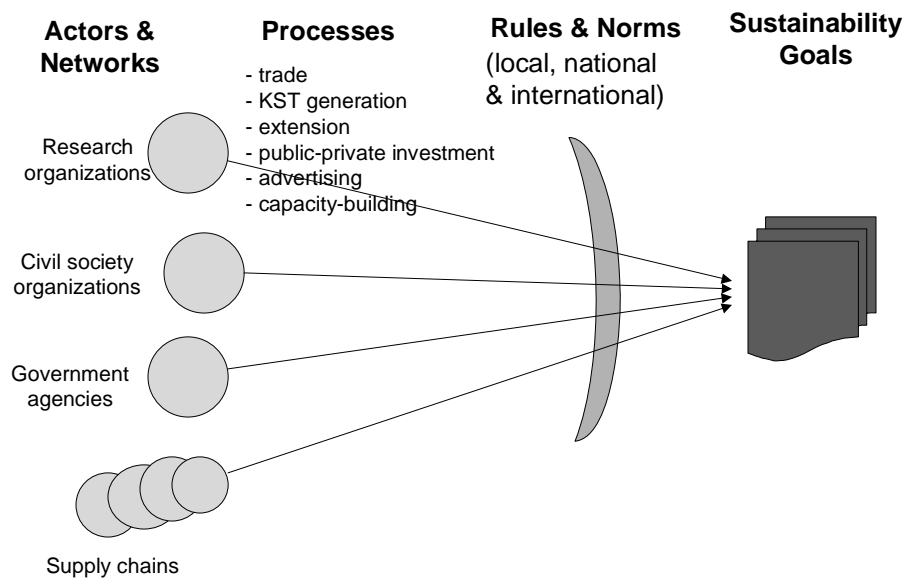 Actors &
Networks
Processes
- trade
- KST generation
- extension
- public-private investment
- advertising
- capacity-building
Rules & Norms
(local, national
& international)
Sustainability
Goals
Research
organizations
Civil society
organizations
Government
agencies
Supply chains